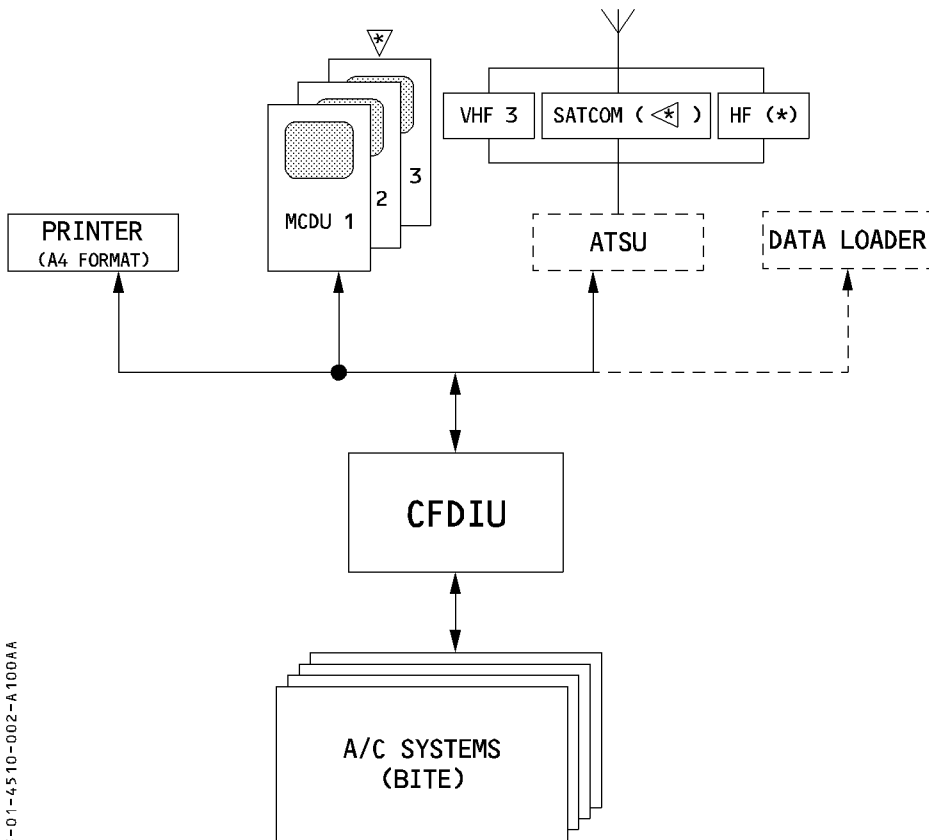 *
VHF 3
SATCOM ( * )
HF (*)
3
2
MCDU 1
PRINTER
(A4 FORMAT)
ATSU
DATA LOADER
CFDIU
A/C SYSTEMS
(BITE)
-01-4510-002-A100AA